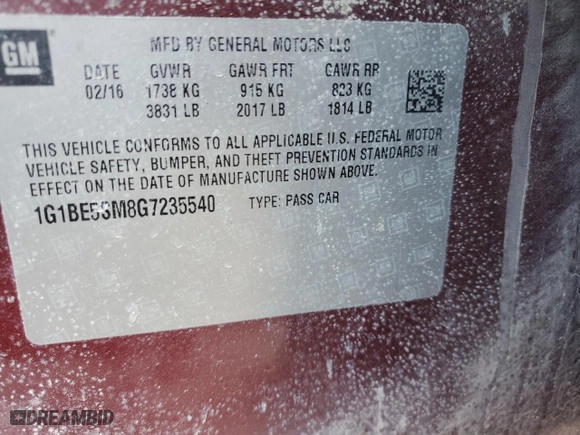 GM
MFD BY GENERAL MOTORS LLC
DATE GVWR GAWR FRT GAWR RR
02/16 1738 KG 915 KG 823 KG
3831 LB 2017 LB 1814 LB
THIS VEHICLE CONFORMS TO ALL APPLICABLE U.S. FEDERAL MOTOR
VEHICLE SAFETY, BUMPER, AND THEFT PREVENTION STANDARDS IN
EFFECT ON THE DATE OF MANUFACTURE SHOWN ABOVE.
1G1BE5SM8G7235540 TYPE: PASS CAR
DREAMBID